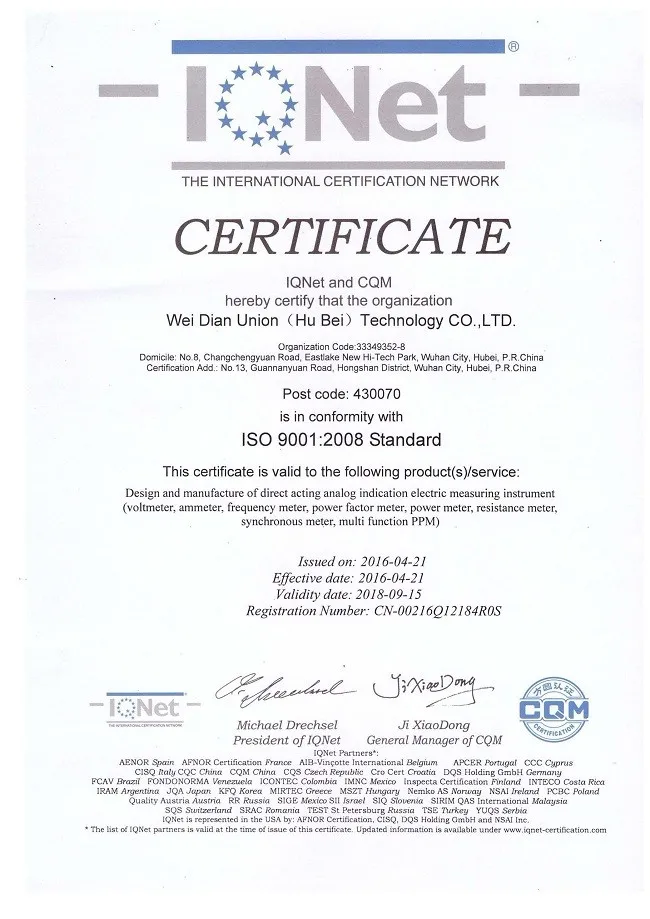 IQNet ®
THE INTERNATIONAL CERTIFICATION NETWORK
CERTIFICATE
IQNet and CQM
hereby certify that the organization
Wei Dian Union（Hu Bei）Technology CO.,LTD.
Organization Code:33349352-8
Domicile: No.8, Changchengyuan Road, Eastlake New Hi-Tech Park, Wuhan City, Hubei, P.R.China
Certification Add.: No.13, Guannanyuan Road, Hongshan District, Wuhan City, Hubei, P.R.China
Post code: 430070
is in conformity with
ISO 9001:2008 Standard
This certificate is valid to the following product(s)/service:
Design and manufacture of direct acting analog indication electric measuring instrument
(voltmeter, ammeter, frequency meter, power factor meter, power meter, resistance meter,
synchronous meter, multi function PPM)
Issued on: 2016-04-21
Effective date: 2016-04-21
Validity date: 2018-09-15
Registration Number: CN-00216Q12184R0S
Ji XiaoDong
IQNet
THE INTERNATIONAL CERTIFICATION NETWORK
方圆认证
CQM
CERTIFICATION
Michael Drechsel Ji XiaoDong
President of IQNet General Manager of CQM
IQNet Partners*:
AENOR Spain AFNOR Certification France AIB-Vinçotte International Belgium APCER Portugal CCC Cyprus
CISQ Italy CQC China CQM China CQS Czech Republic Cro Cert Croatia DQS Holding GmbH Germany
FCAV Brazil FONDONORMA Venezuela ICONTEC Colombia IMNC Mexico Inspecta Certification Finland INTECO Costa Rica
IRAM Argentina JQA Japan KFQ Korea MIRTEC Greece MSZT Hungary Nemko AS Norway NSAI Ireland PCBC Poland
Quality Austria Austria RR Russia SIGE Mexico SII Israel SIQ Slovenia SIRIM QAS International Malaysia
SQS Switzerland SRAC Romania TEST St Petersburg Russia TSE Turkey YUQS Serbia
IQNet is represented in the USA by: AFNOR Certification, CISQ, DQS Holding GmbH and NSAI Inc.
* The list of IQNet partners is valid at the time of issue of this certificate. Updated information is available under www.iqnet-certification.com